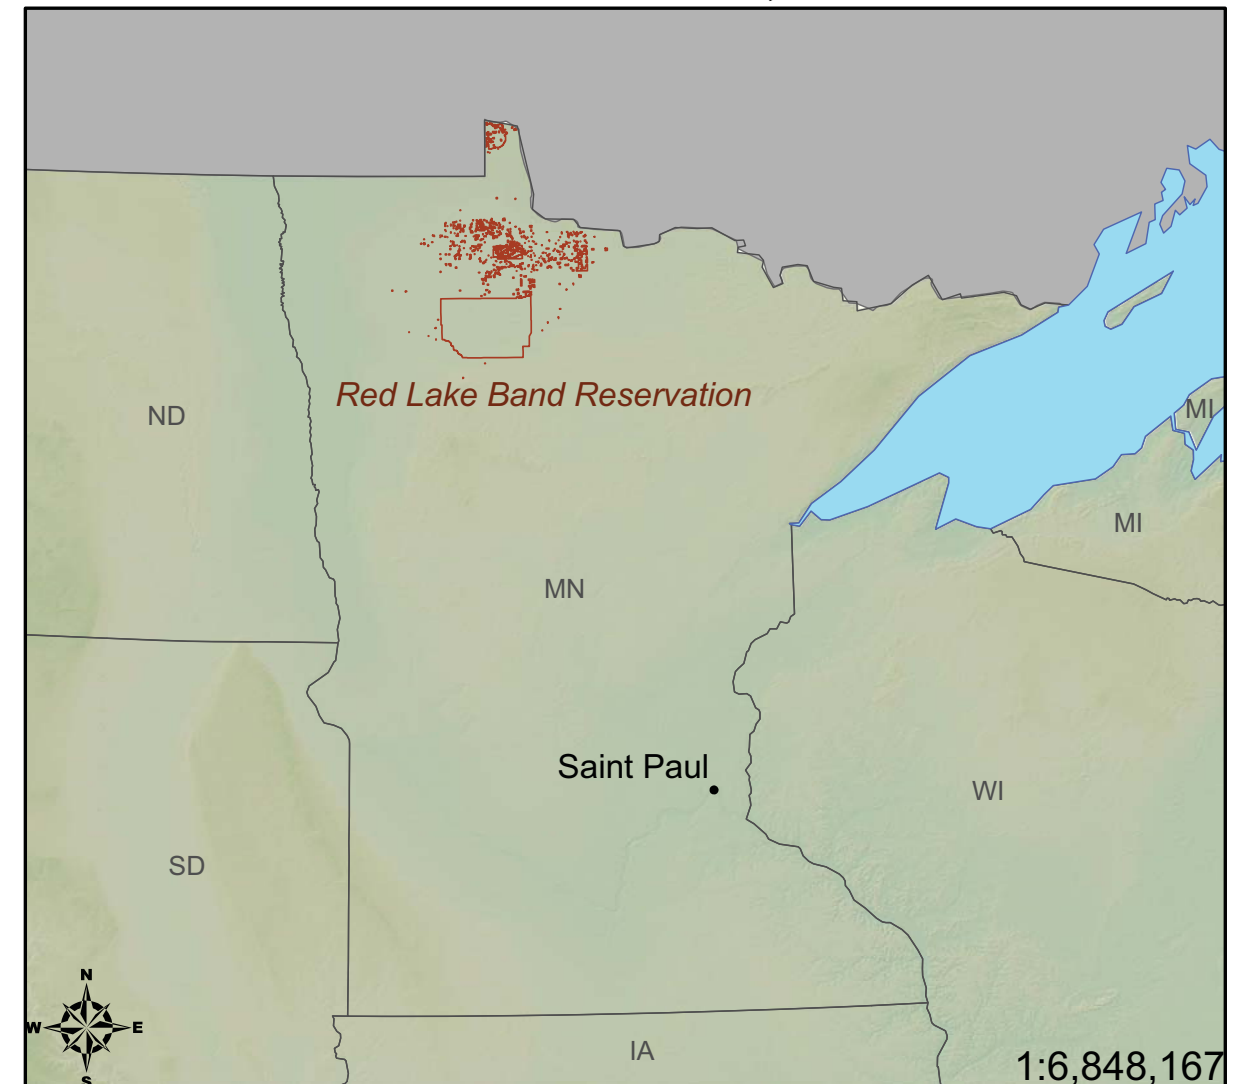 Red Lake Band Reservation
ND
MI
MI
MN
Saint Paul
WI
SD
N
W E
S
IA
1:6,848,167